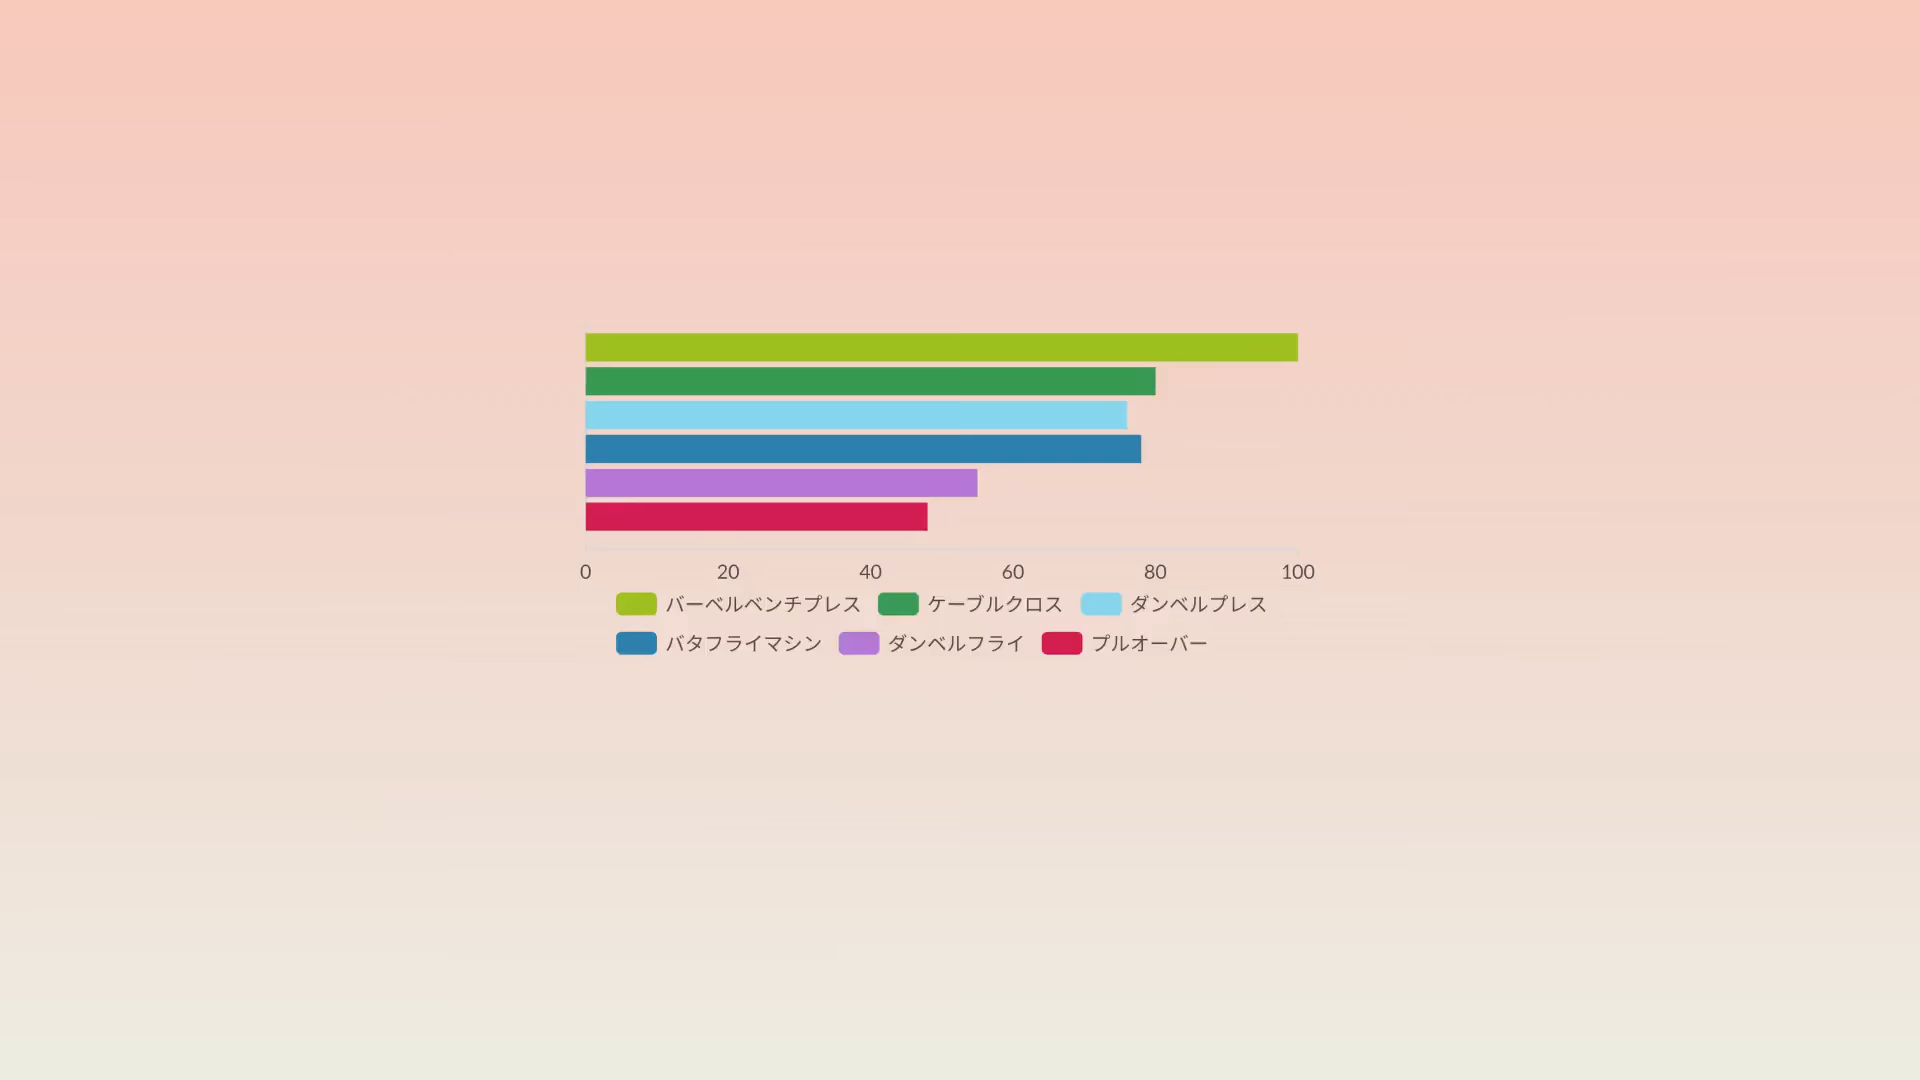 0 20 40 60 80 100
バーベルベンチプレス ケーブルクロス ダンベルプレス
バタフライマシン ダンベルフライ プルオーバー